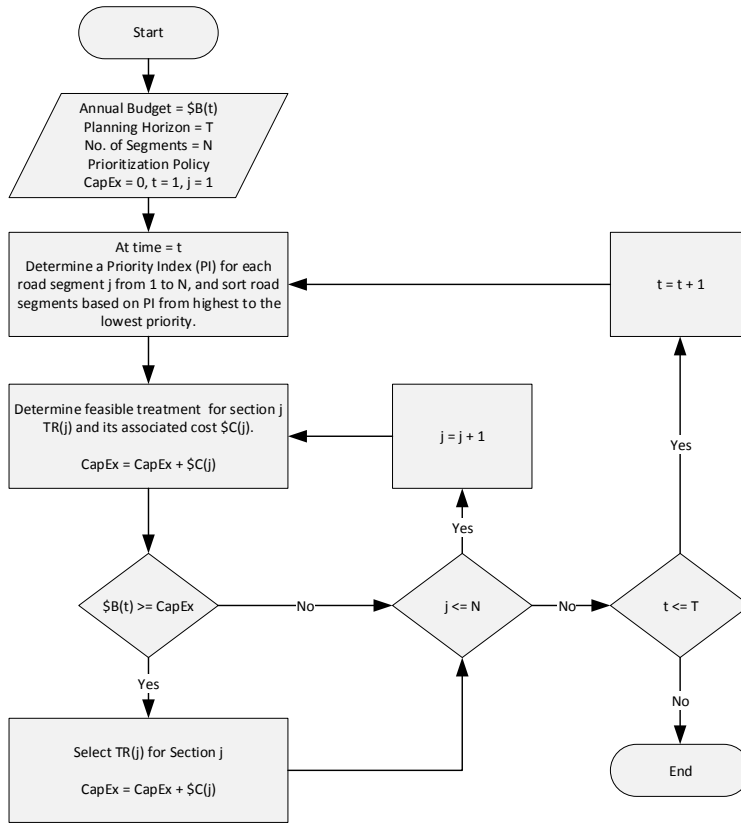 Start
Annual Budget = $B(t)
Planning Horizon = T
No. of Segments = N
Prioritization Policy
CapEx = 0, t = 1, j = 1
At time = t
Determine a Priority Index (PI) for each
road segment j from 1 to N, and sort road
segments based on PI from highest to the
lowest priority.
t = t + 1
Determine feasible treatment for section j
TR(j) and its associated cost $C(j).
CapEx = CapEx + $C(j)
j = j + 1
Yes
Yes
$B(t) >= CapEx
No
j <= N
No
t <= T
Yes
No
Select TR(j) for Section j
CapEx = CapEx + $C(j)
End